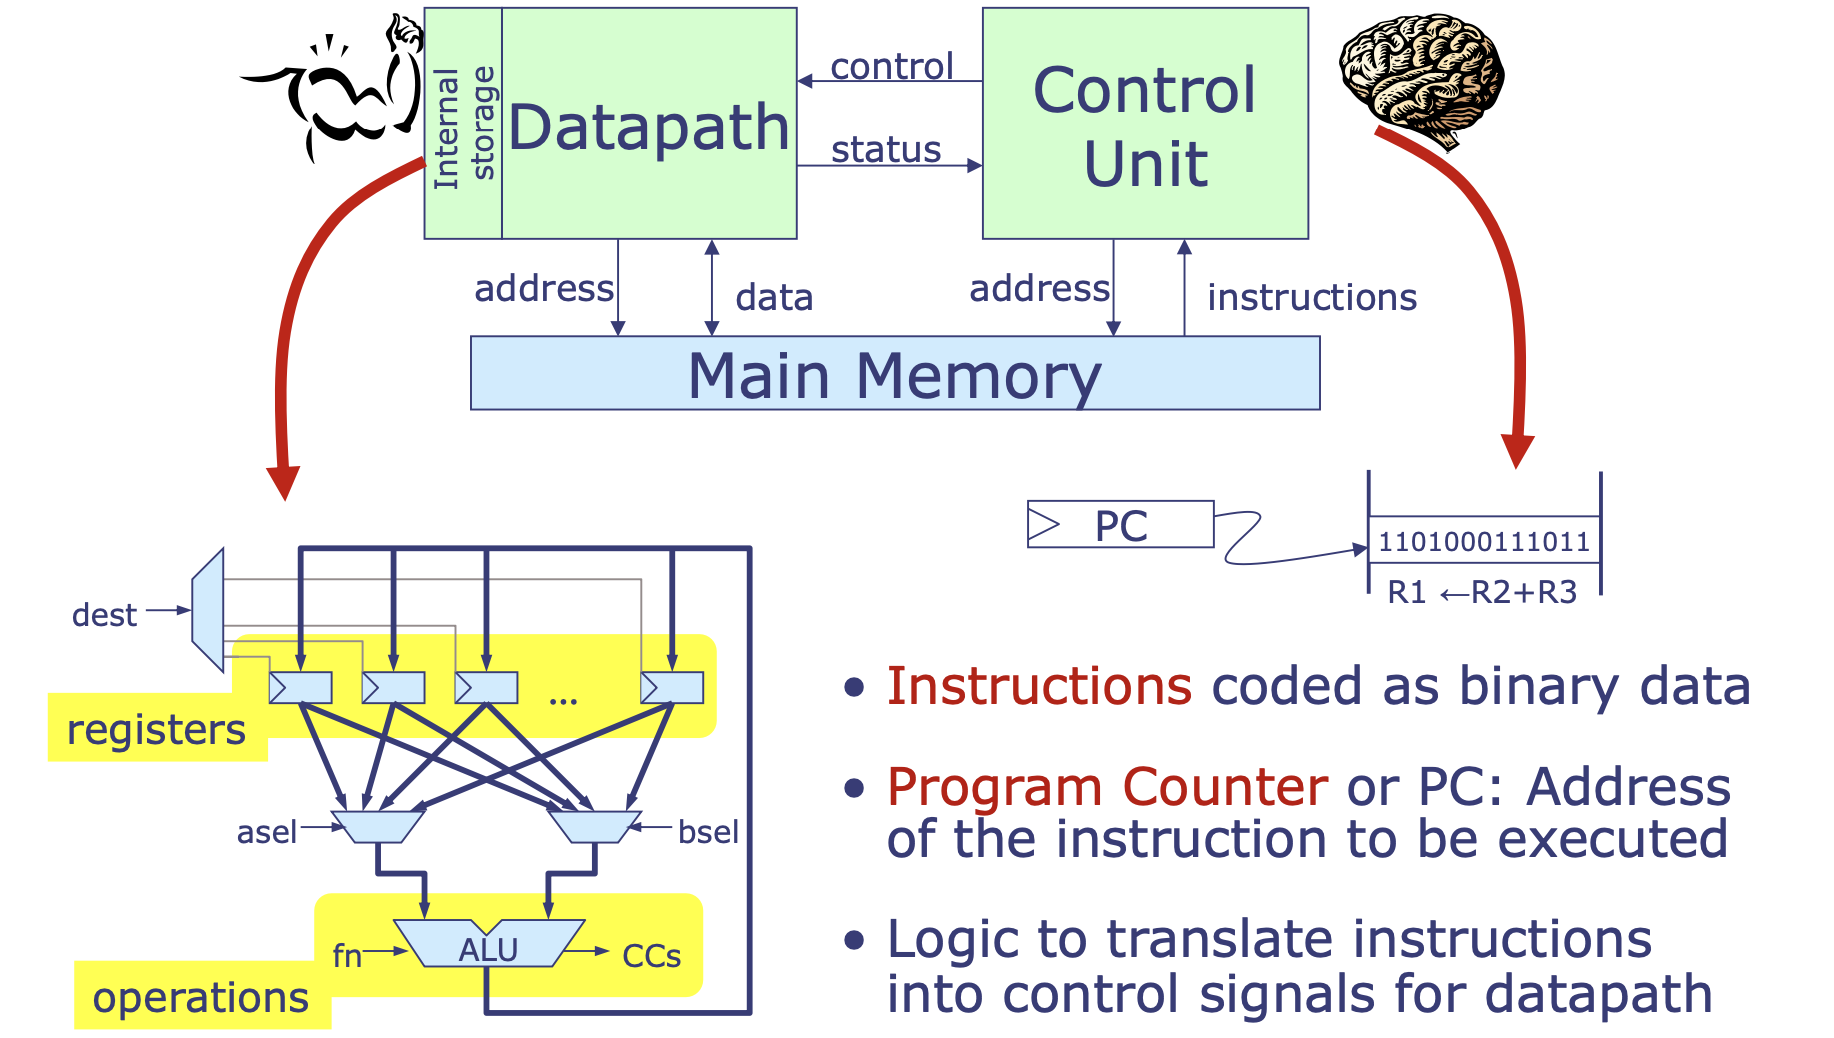 Internal
storage
Datapath
control
status
Control
Unit
address
data
address
instructions
Main Memory
PC
1101000111011
R1 ←R2+R3
dest
registers
...
asel
bsel
fn
ALU
CCs
operations
• Instructions coded as binary data
• Program Counter or PC: Address
of the instruction to be executed
• Logic to translate instructions
into control signals for datapath